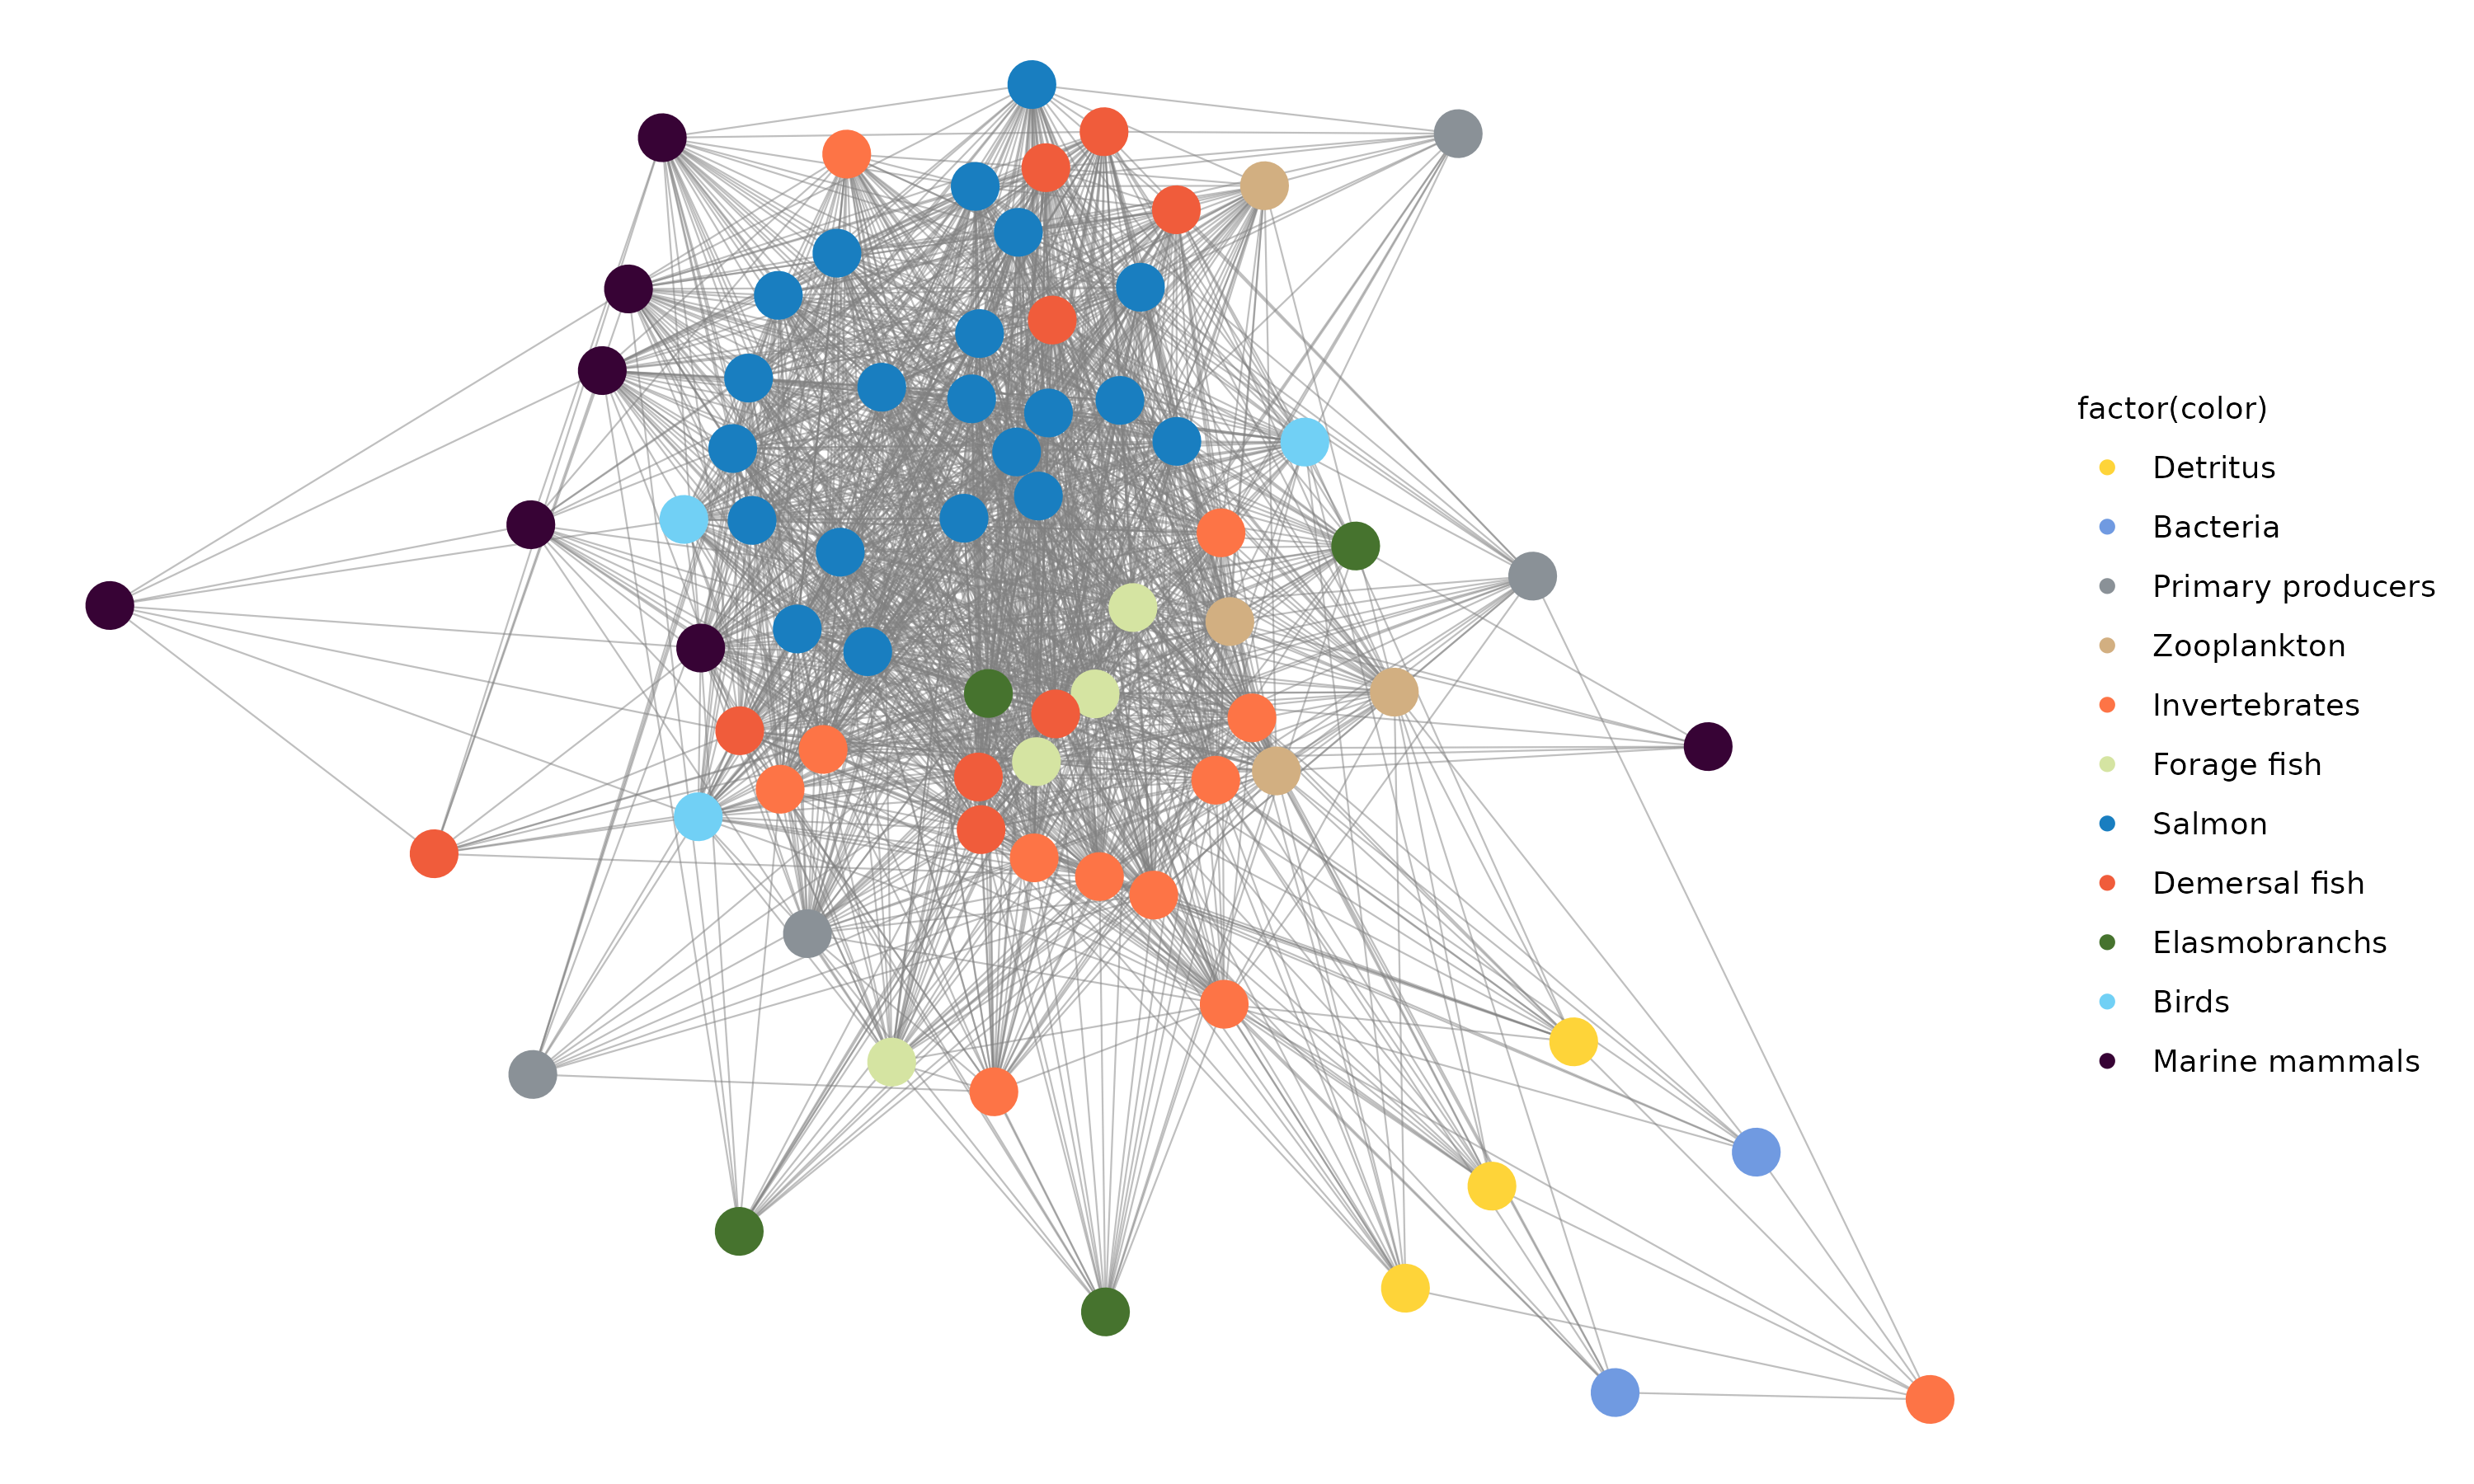 factor(color)
Detritus
Bacteria
Primary producers
Zooplankton
Invertebrates
Forage fish
Salmon
Demersal fish
Elasmobranchs
Birds
Marine mammals